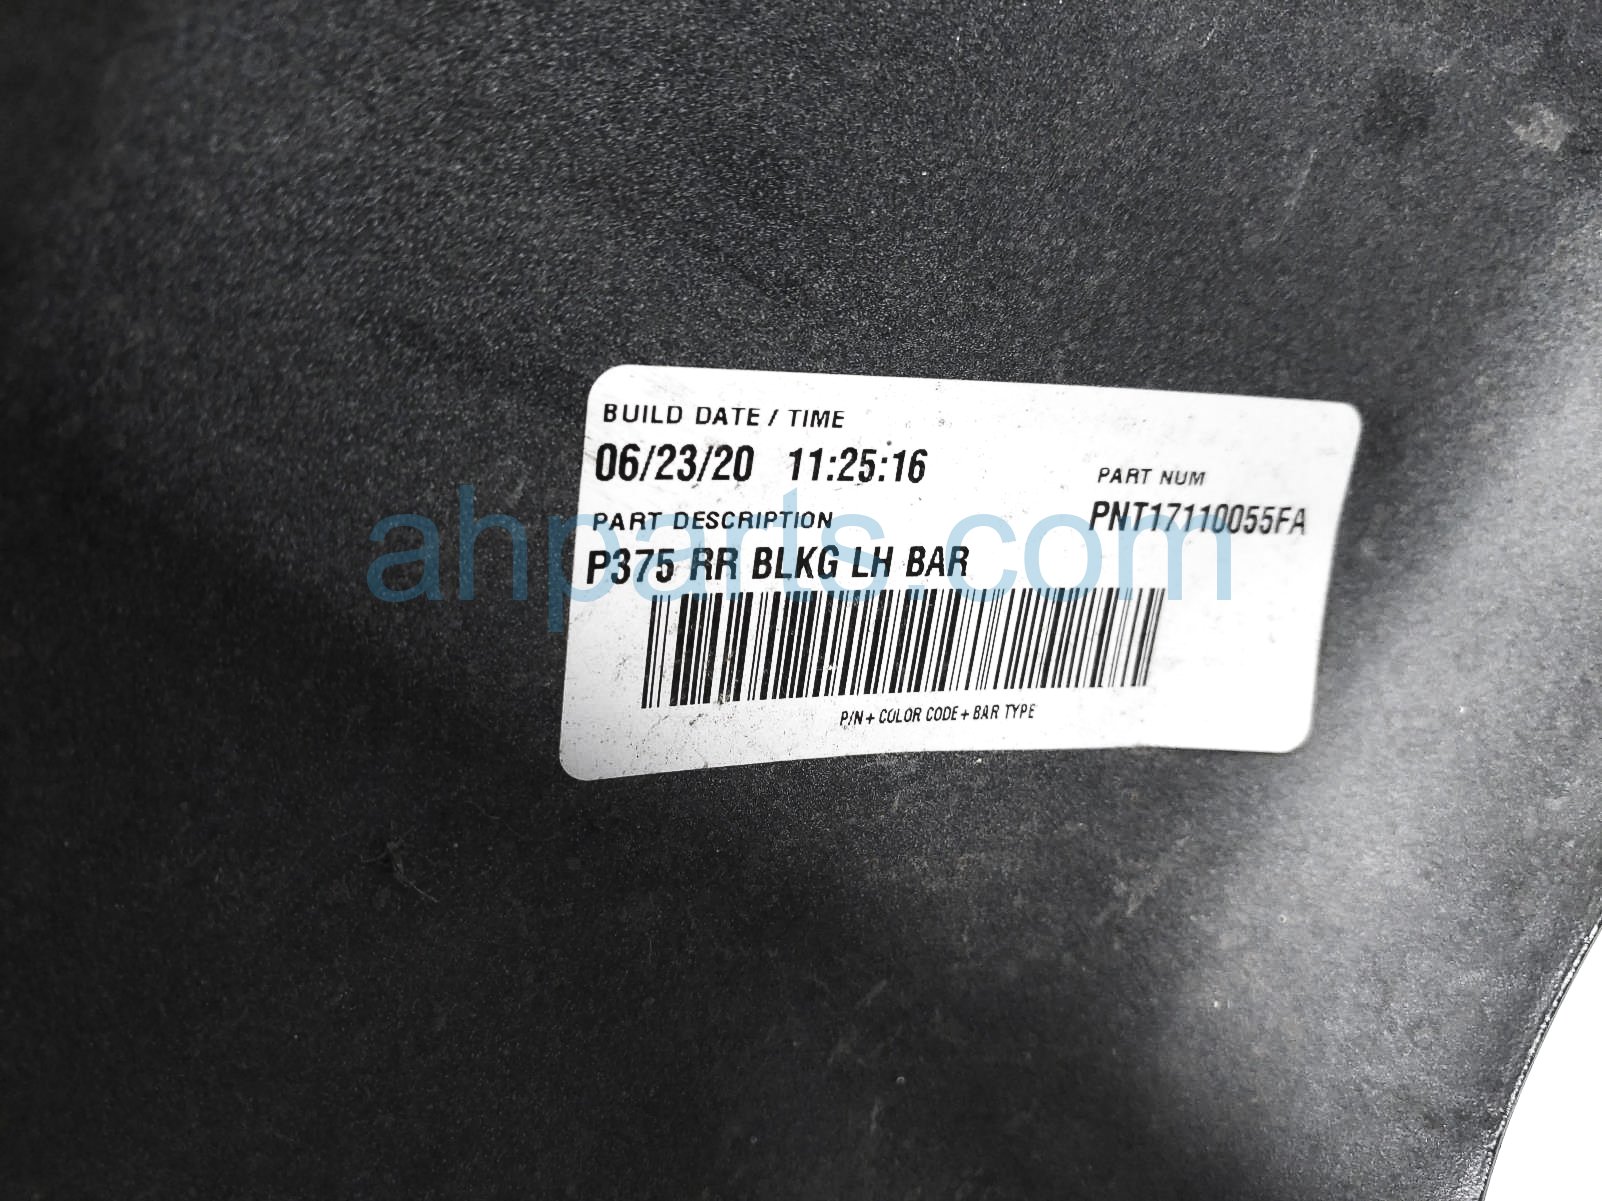 BUILD DATE / TIME
06/23/20 11:25:16
PART NUM
PNT17110055FA
PART DESCRIPTION
P375 RR BLKG LH BAR
P/N + COLOR CODE + BAR TYPE
ahparts.com